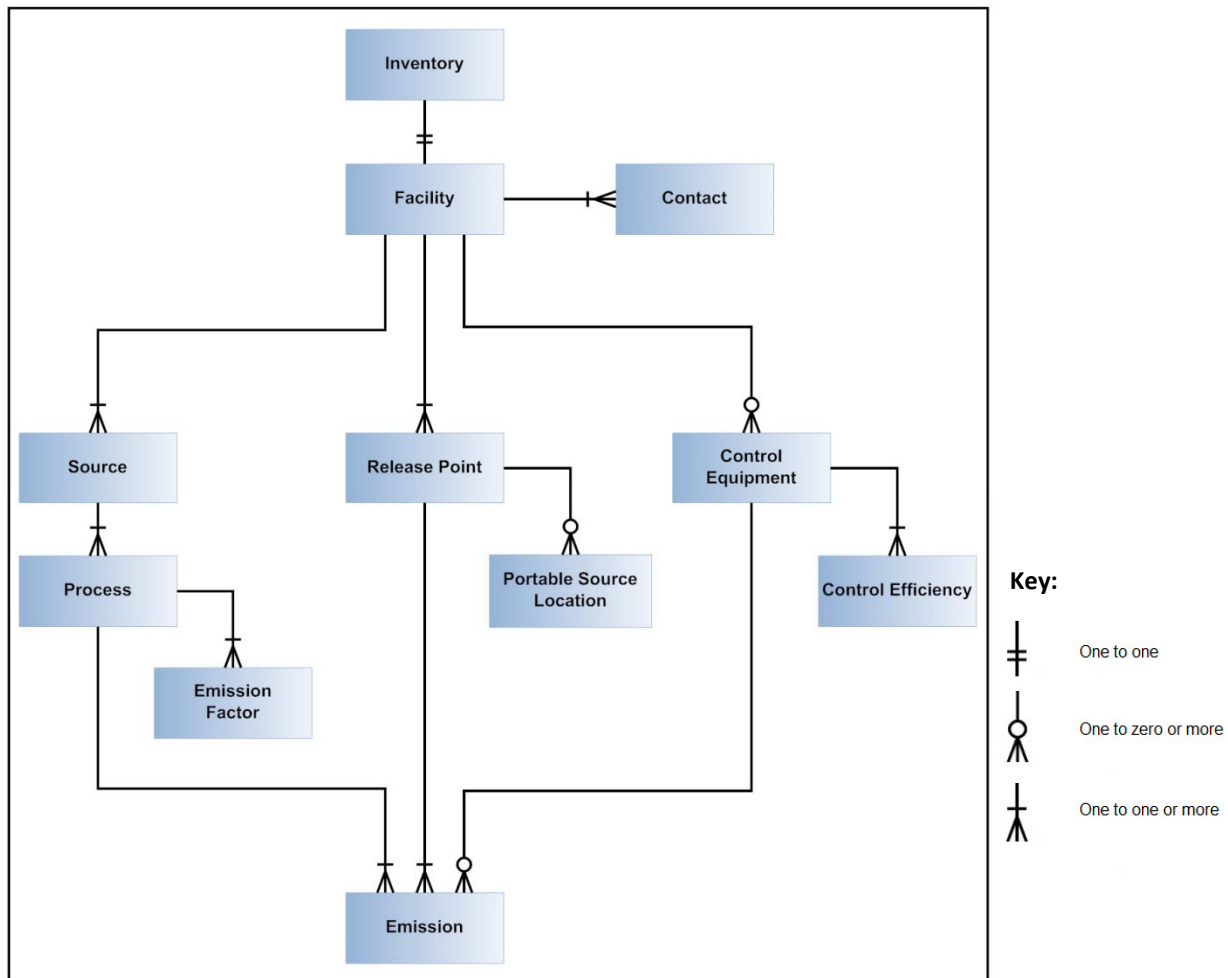 Inventory
Facility
Contact
Source
Release Point
Control
Equipment
Process
Portable Source
Location
Control Efficiency
Emission
Factor
Emission
Key:
One to one
One to zero or more
One to one or more